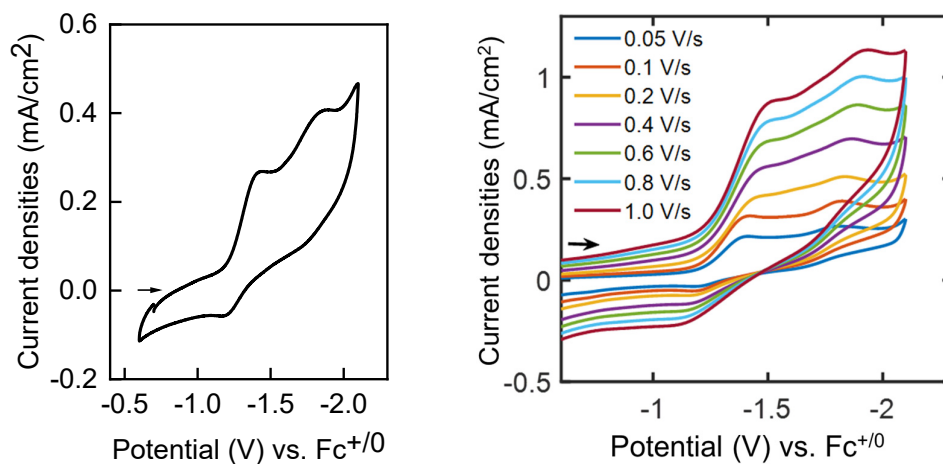 Current densities (mA/cm2)
0.6
0.4
0.2
0.0
-0.2
-0.5
-1.0
-1.5
-2.0
Potential (V) vs. Fc+/0
Current densities (mA/cm²)
1
0.5
0
-0.5
0.05 V/s
0.1 V/s
0.2 V/s
0.4 V/s
0.6 V/s
0.8 V/s
1.0 V/s
-1
-1.5
-2
Potential (V) vs. Fc+/0